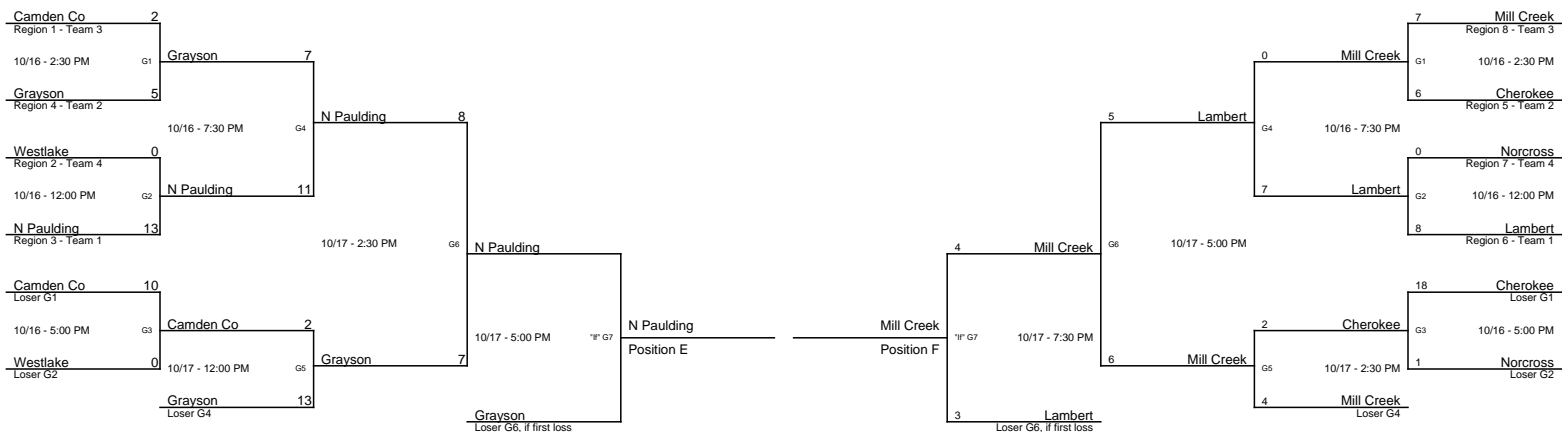 Camden Co 2
Region 1 - Team 3
10/16 - 2:30 PM G1
Grayson 7
Grayson 5
Region 4 - Team 2
10/16 - 7:30 PM G4
N Paulding 8
Westlake 0
Region 2 - Team 4
10/16 - 12:00 PM G2
N Paulding 11
N Paulding 13
Region 3 - Team 1
10/17 - 2:30 PM G6
N Paulding
Camden Co 10
Loser G1
10/16 - 5:00 PM G3
Camden Co 2
Westlake 0
Loser G2
10/17 - 12:00 PM G5
Grayson 7
Grayson 13
Loser G4
10/17 - 5:00 PM "If" G7
N Paulding
Position E
Grayson
Loser G6, if first loss
7 Mill Creek
Region 8 - Team 3
0 Mill Creek
G1 10/16 - 2:30 PM
6 Cherokee
Region 5 - Team 2
5 Lambert
G4 10/16 - 7:30 PM
0 Norcross
Region 7 - Team 4
7 Lambert
G2 10/16 - 12:00 PM
8 Lambert
Region 6 - Team 1
4 Mill Creek
G6 10/17 - 5:00 PM
18 Cherokee
Loser G1
2 Cherokee
G3 10/16 - 5:00 PM
1 Norcross
Loser G2
6 Mill Creek
G5 10/17 - 2:30 PM
4 Mill Creek
Loser G4
Mill Creek
Position F
"If" G7 10/17 - 7:30 PM
3 Lambert
Loser G6, if first loss